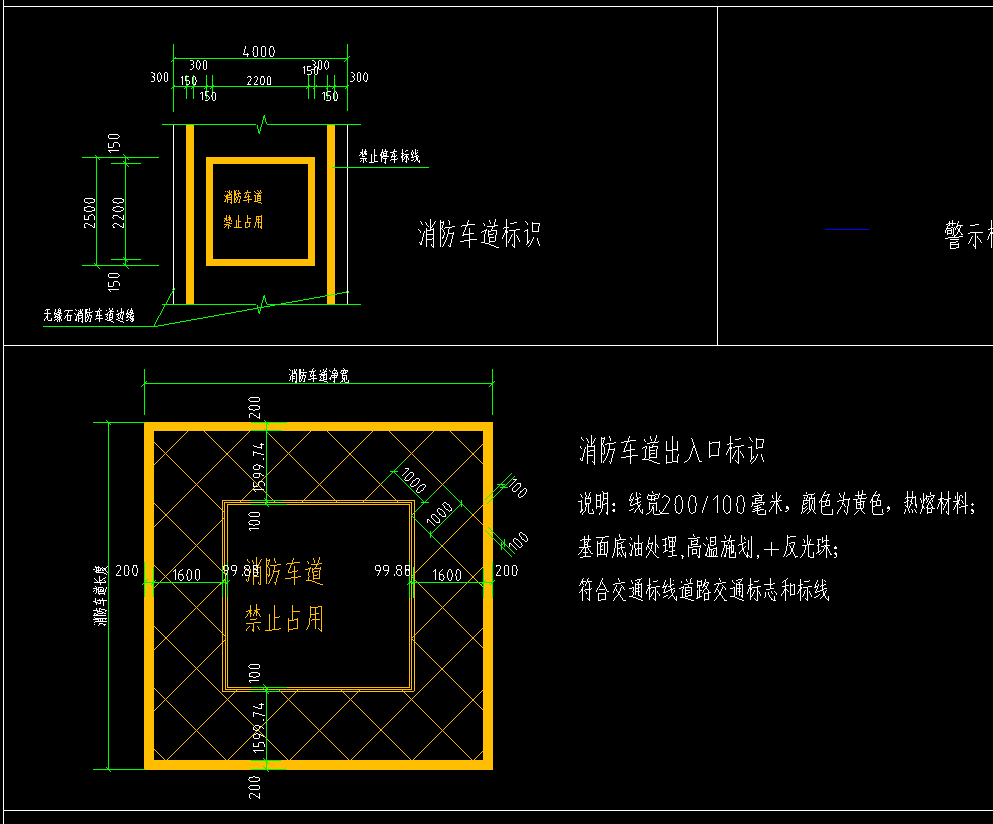 4000
300
300
150
300
150
2200
300
150
150
150
禁止停车标线
2500
2200
消防车道
禁止占用
消防车道标识
警示
150
无缘石消防车道边缘
消防车道净宽
200
1599.74
1000
100
消防车道出入口标识
说明：线宽200/100毫米，颜色为黄色，热熔材料；
100
1000
基面底油处理,高温施划,+反光珠；
100
200
1600
消防车道
99.88
1600
200
符合交通标线道路交通标志和标线
消防车道长度
禁止占用
100
1599.74
200